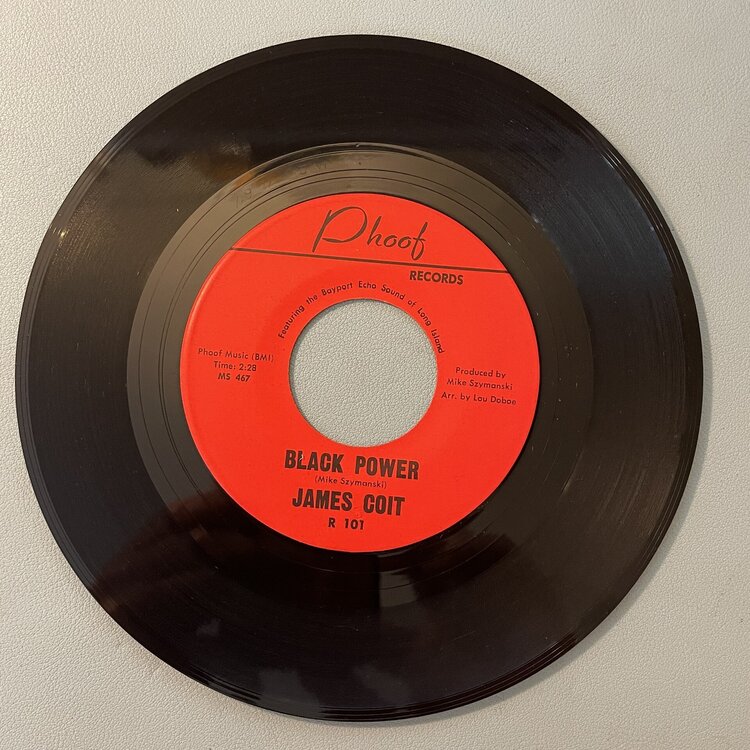 Phoof
RECORDS
Featuring the Bayport Echo Sound of Long Island
Phoof Music (BMI)
Time: 2:28
MS 467
Produced by
Mike Szymanski
Arr. by Lou Doboe
BLACK POWER
(Mike Szymanski)
JAMES COIT
R 101